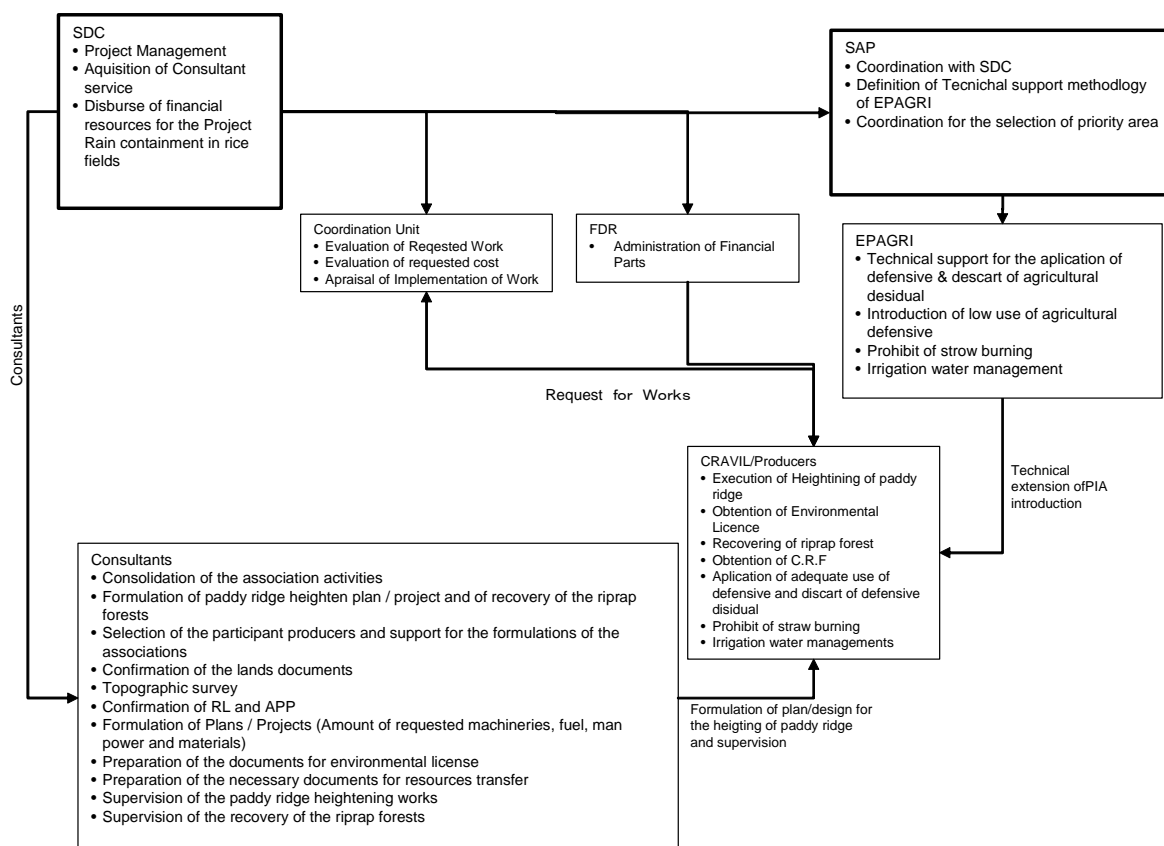 SDC
• Project Management
• Aquisition of Consultant
service
• Disburse of financial
resources for the Project
Rain containment in rice
fields
SAP
• Coordination with SDC
• Definition of Tecnichal support methodlogy
of EPAGRI
• Coordination for the selection of priority area
Coordination Unit
• Evaluation of Reqested Work
• Evaluation of requested cost
• Apraisal of Implementation of Work
FDR
• Administration of Financial
Parts
EPAGRI
• Technical support for the aplication of
defensive & descart of agricultural
desidual
• Introduction of low use of agricultural
defensive
• Prohibit of strow burning
• Irrigation water management
Consultants
Request for Works
CRAVIL/Producers
• Execution of Heightining of paddy
ridge
• Obtention of Environmental
Licence
• Recovering of riprap forest
• Obtention of C.R.F
• Aplication of adequate use of
defensive and discart of defensive
disidual
• Prohibit of straw burning
• Irrigation water managements
Technical
extension ofPIA
introduction
Consultants
• Consolidation of the association activities
• Formulation of paddy ridge heighten plan / project and of recovery of the riprap
forests
• Selection of the participant producers and support for the formulations of the
associations
• Confirmation of the lands documents
• Topographic survey
• Confirmation of RL and APP
• Formulation of Plans / Projects (Amount of requested machineries, fuel, man
power and materials)
• Preparation of the documents for environmental license
• Preparation of the necessary documents for resources transfer
• Supervision of the paddy ridge heightening works
• Supervision of the recovery of the riprap forests
Formulation of plan/design for
the heigting of paddy ridge
and supervision